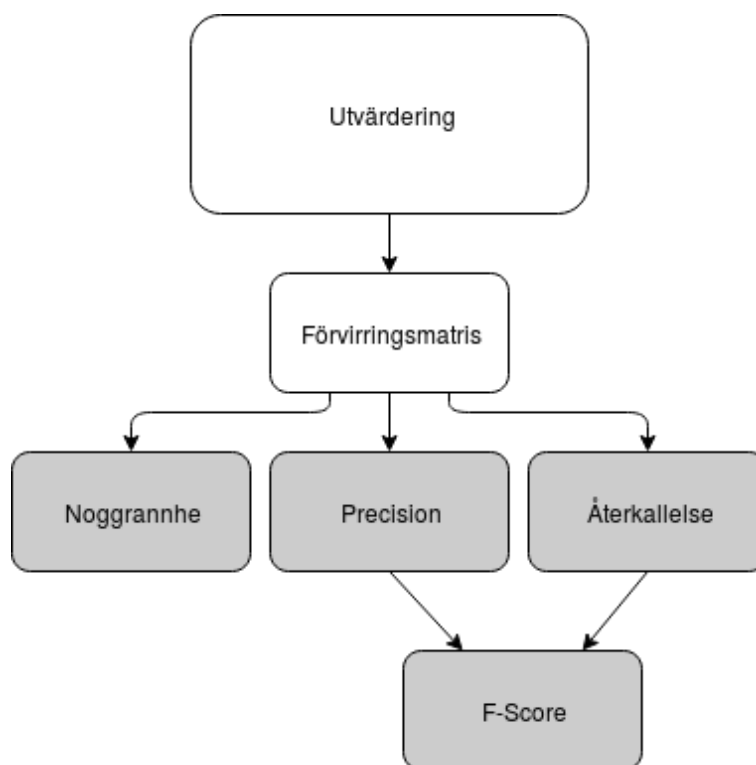 Utvärdering
Förvirringsmatris
Noggrannhe
Precision
Återkallelse
F-Score